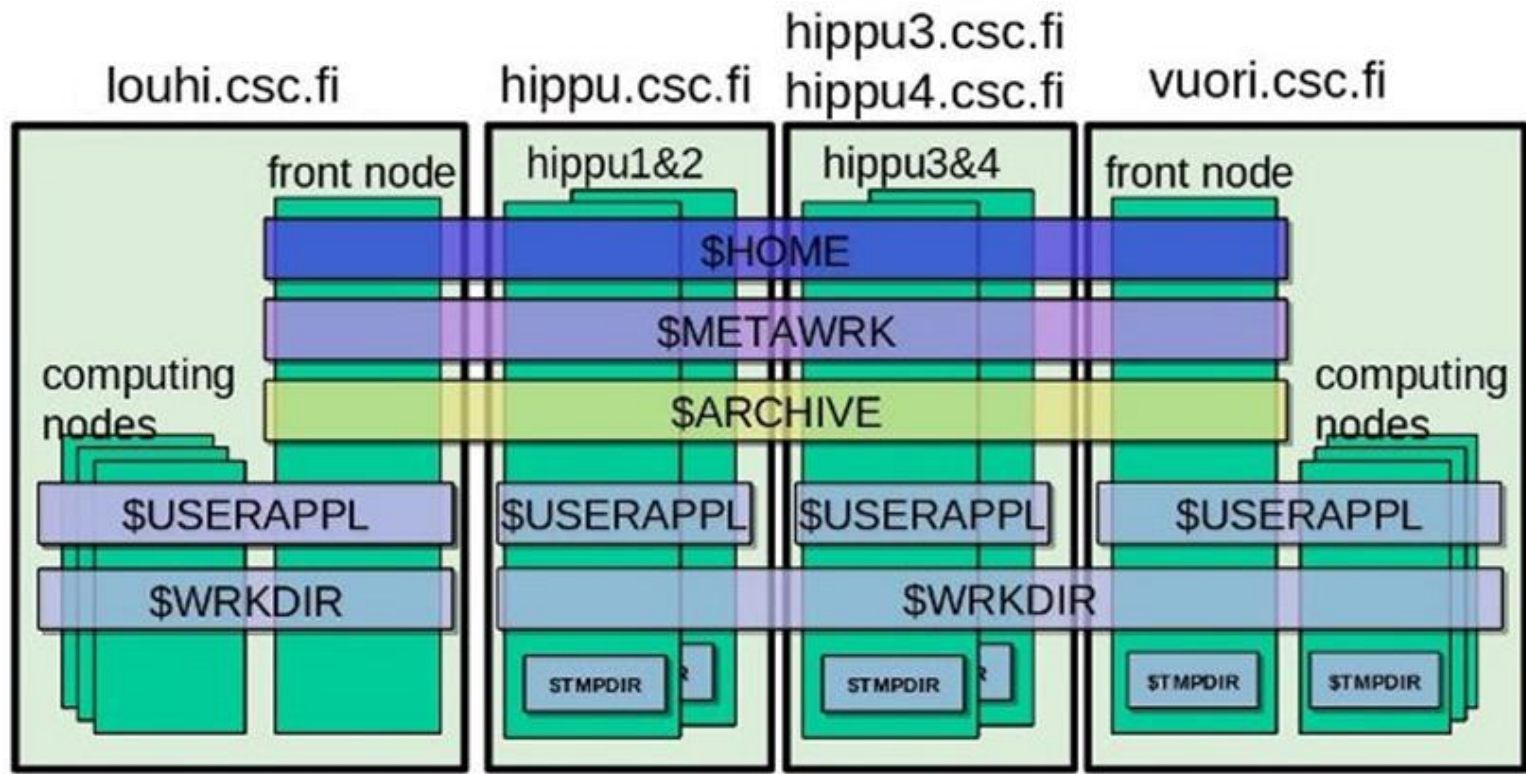 louhi.csc.fi
hippu.csc.fi
hippu3.csc.fi
hippu4.csc.fi
vuori.csc.fi
front node
hippu1&2
hippu3&4
front node
$HOME
$METAWRK
$ARCHIVE
computing
nodes
computing
nodes
$USERAPPL
$USERAPPL
$USERAPPL
$USERAPPL
$WRKDIR
$WRKDIR
$TMPDIR
R
$TMPDIR
R
$TMPDIR
$TMPDIR